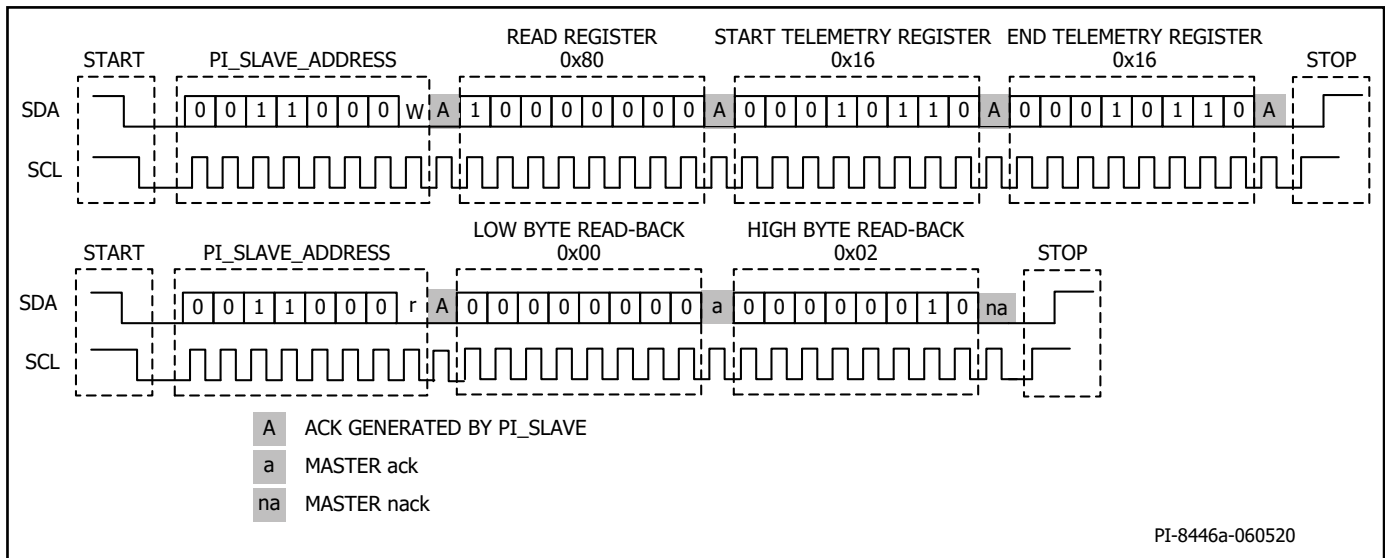 READ REGISTER START TELEMETRY REGISTER END TELEMETRY REGISTER
START PI_SLAVE_ADDRESS 0x80 0x16 0x16 STOP
SDA 0 0 1 1 0 0 0 W A 1 0 0 0 0 0 0 0 A 0 0 0 1 0 1 1 0 A 0 0 0 1 0 1 1 0 A
SCL
LOW BYTE READ-BACK HIGH BYTE READ-BACK
START PI_SLAVE_ADDRESS 0x00 0x02 STOP
SDA 0 0 1 1 0 0 0 r A 0 0 0 0 0 0 0 0 a 0 0 0 0 0 0 1 0 na
SCL
A ACK GENERATED BY PI_SLAVE
a MASTER ack
na MASTER nack
PI-8446a-060520